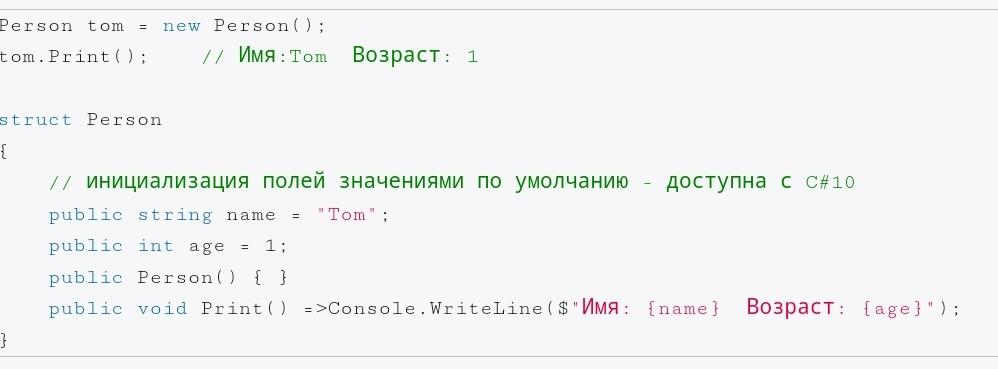 Person tom = new Person();
tom.Print();    // Имя:Tom  Возраст: 1
struct Person
{
    // инициализация полей значениями по умолчанию - доступна с C#10
    public string name = "Tom";
    public int age = 1;
    public Person() { }
    public void Print() =>Console.WriteLine($"Имя: {name}  Возраст: {age}");
}